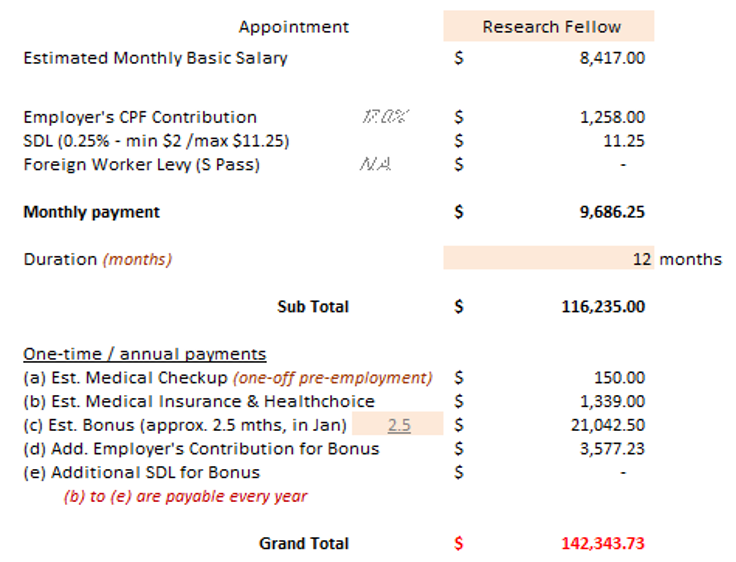 Appointment Research Fellow
Estimated Monthly Basic Salary $ 8,417.00
Employer's CPF Contribution 17.0% $ 1,258.00
SDL (0.25% - min $2 /max $11.25) $ 11.25
Foreign Worker Levy (S Pass) NA $ -
Monthly payment $ 9,686.25
Duration (months) 12 months
Sub Total $ 116,235.00
One-time / annual payments
(a) Est. Medical Checkup (one-off pre-employment) $ 150.00
(b) Est. Medical Insurance & Healthchoice $ 1,339.00
(c) Est. Bonus (approx. 2.5 mths, in Jan) 2.5 $ 21,042.50
(d) Add. Employer's Contribution for Bonus $ 3,577.23
(e) Additional SDL for Bonus $ -
(b) to (e) are payable every year
Grand Total $ 142,343.73